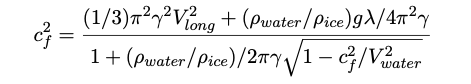 c_f^2 = \frac{(1/3)\pi^2\gamma^2 V_{long}^2 + (\rho_{water}/\rho_{ice})g\lambda/4\pi^2\gamma}{1 + (\rho_{water}/\rho_{ice})/2\pi\gamma\sqrt{1 - c_f^2/V_{water}^2}}